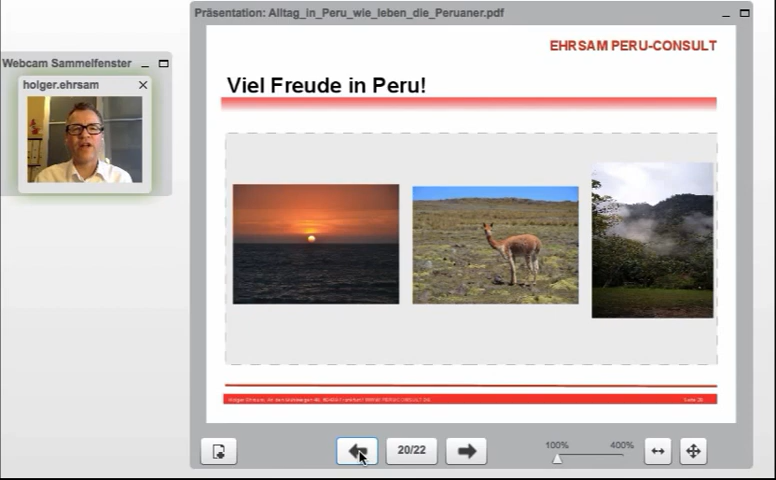 Präsentation: Alltag_in_Peru_wie_leben_die_Peruaner.pdf
Webcam Sammelfenster
holger.ehrsam
EHRSAM PERU-CONSULT
Viel Freude in Peru!
20/22
100%
400%